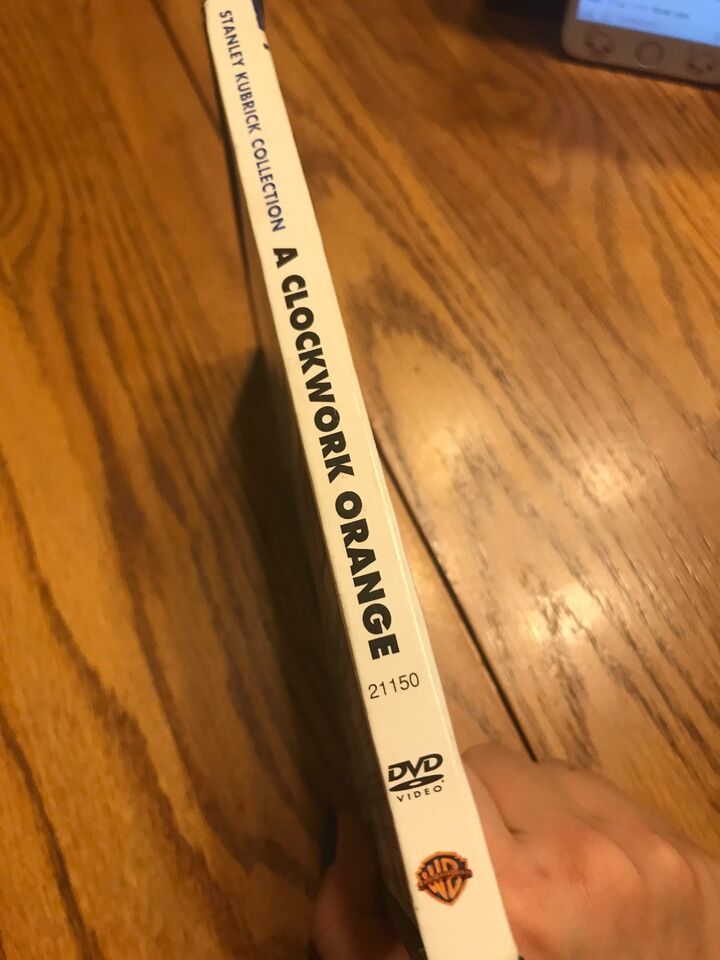 STANLEY KUBRICK COLLECTION
A CLOCKWORK ORANGE
21150
DVD
VIDEO
WB